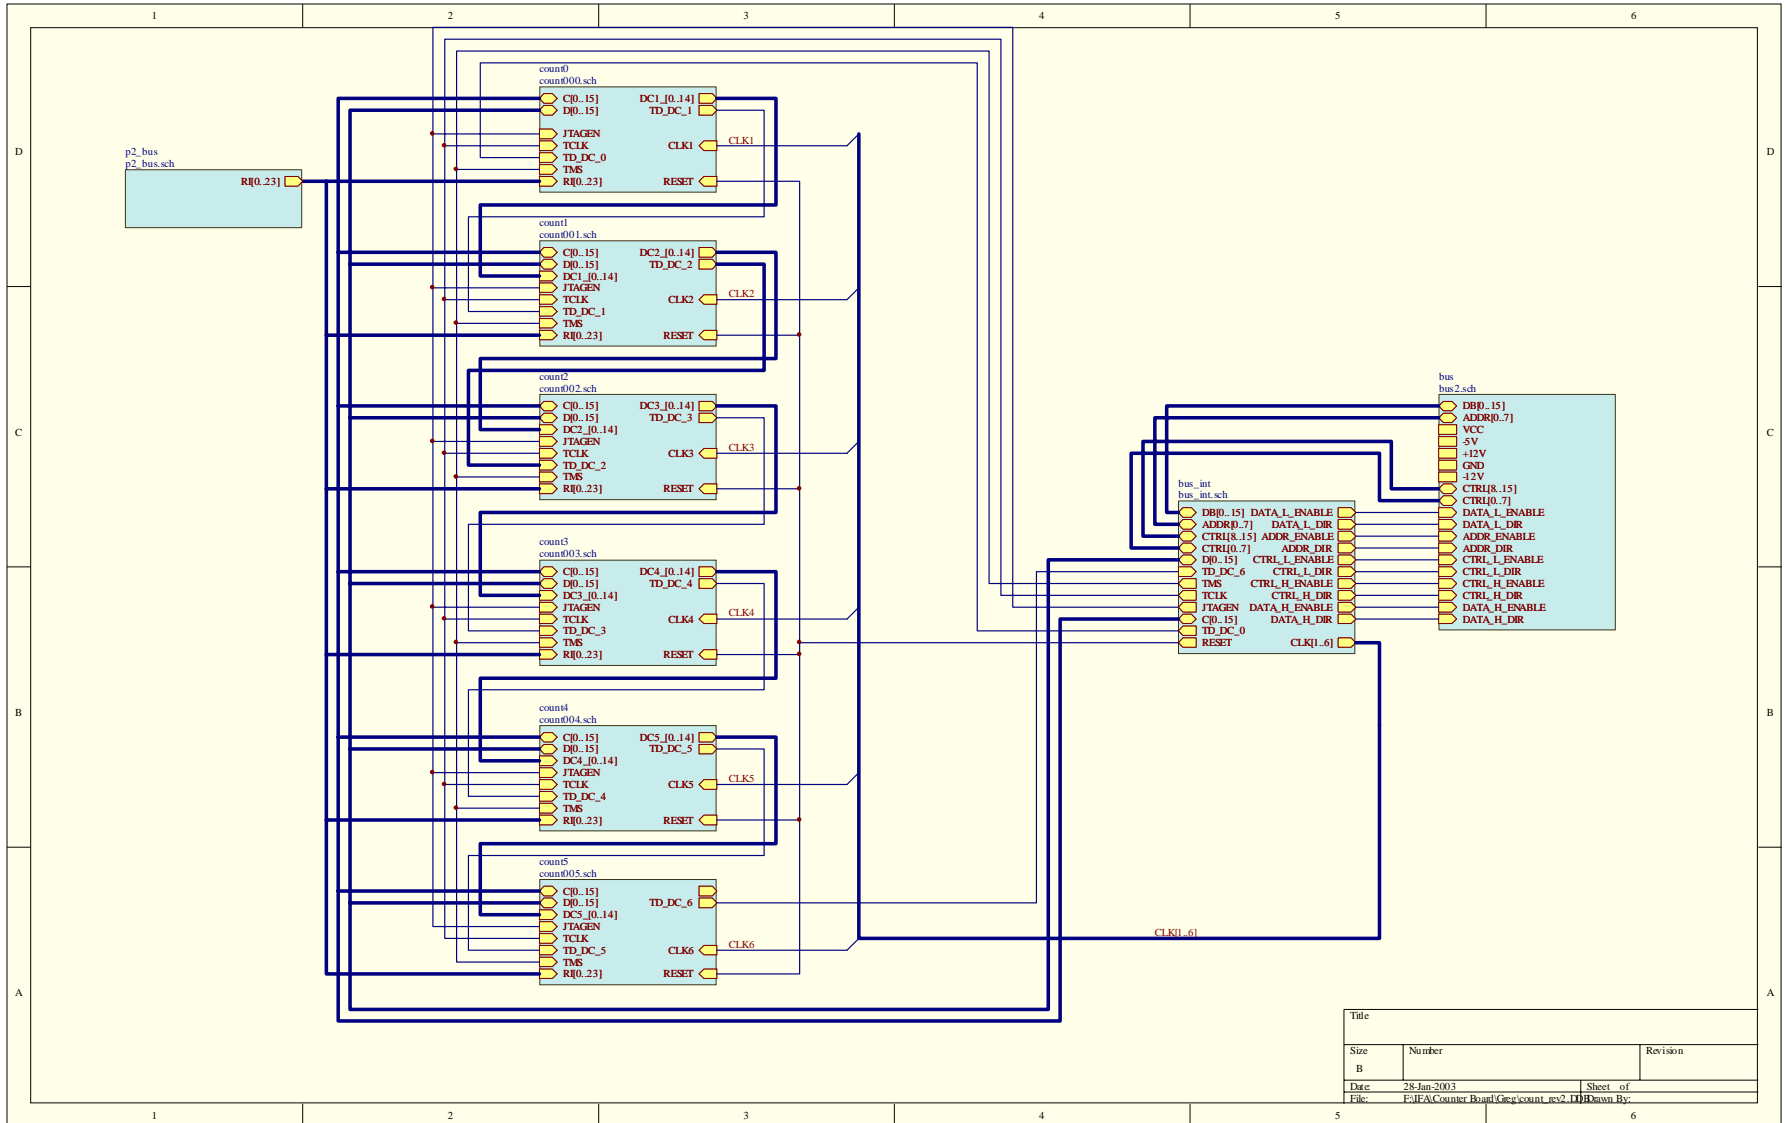 1 2 3 4 5 6
D D
C C
B B
A A
p2_bus
p2_bus.sch
RI[0..23]
count0
count000.sch
C[0..15] DC1_[0..14]
D[0..15] TD_DC_1
JTAGEN
TCLK CLK1 CLK1
TD_DC_0
TMS
RI[0..23] RESET
count1
count001.sch
C[0..15] DC2_[0..14]
D[0..15] TD_DC_2
DC1_[0..14]
JTAGEN
TCLK CLK2 CLK2
TD_DC_1
TMS
RI[0..23] RESET
count2
count002.sch
C[0..15] DC3_[0..14]
D[0..15] TD_DC_3
DC2_[0..14]
JTAGEN
TCLK CLK3 CLK3
TD_DC_2
TMS
RI[0..23] RESET
count3
count003.sch
C[0..15] DC4_[0..14]
D[0..15] TD_DC_4
DC3_[0..14]
JTAGEN
TCLK CLK4 CLK4
TD_DC_3
TMS
RI[0..23] RESET
count4
count004.sch
C[0..15] DC5_[0..14]
D[0..15] TD_DC_5
DC4_[0..14]
JTAGEN
TCLK CLK5 CLK5
TD_DC_4
TMS
RI[0..23] RESET
count5
count005.sch
C[0..15]
D[0..15] TD_DC_6
DC5_[0..14]
JTAGEN
TCLK
TD_DC_5 CLK6 CLK6
TMS
RI[0..23] RESET
bus_int
bus_int.sch
DB[0..15] DATA_L_ENABLE
ADDR[0..7] DATA_L_DIR
CTRL[8..15] ADDR_ENABLE
CTRL[0..7] ADDR_DIR
D[0..15] CTRL_L_ENABLE
TD_DC_6 CTRL_L_DIR
TMS CTRL_H_ENABLE
TCLK CTRL_H_DIR
JTAGEN DATA_H_ENABLE
C[0..15] DATA_H_DIR
TD_DC_0
RESET CLK[1..6]
CLK[1..6]
bus
bus2.sch
DB[0..15]
ADDR[0..7]
VCC
-5V
+12V
GND
-12V
CTRL[8..15]
CTRL[0..7]
DATA_L_ENABLE
DATA_L_DIR
ADDR_ENABLE
ADDR_DIR
CTRL_L_ENABLE
CTRL_L_DIR
CTRL_H_ENABLE
CTRL_H_DIR
DATA_H_ENABLE
DATA_H_DIR
Title
Size Number Revision
B
Date: 28-Jan-2003 Sheet of
File: F:\IFA\Counter Board\Greg\count_rev2.DDB Drawn By:
1 2 3 4 5 6